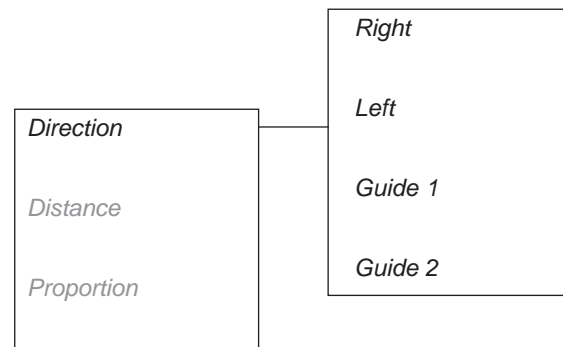 Direction
Distance
Proportion
Right
Left
Guide 1
Guide 2